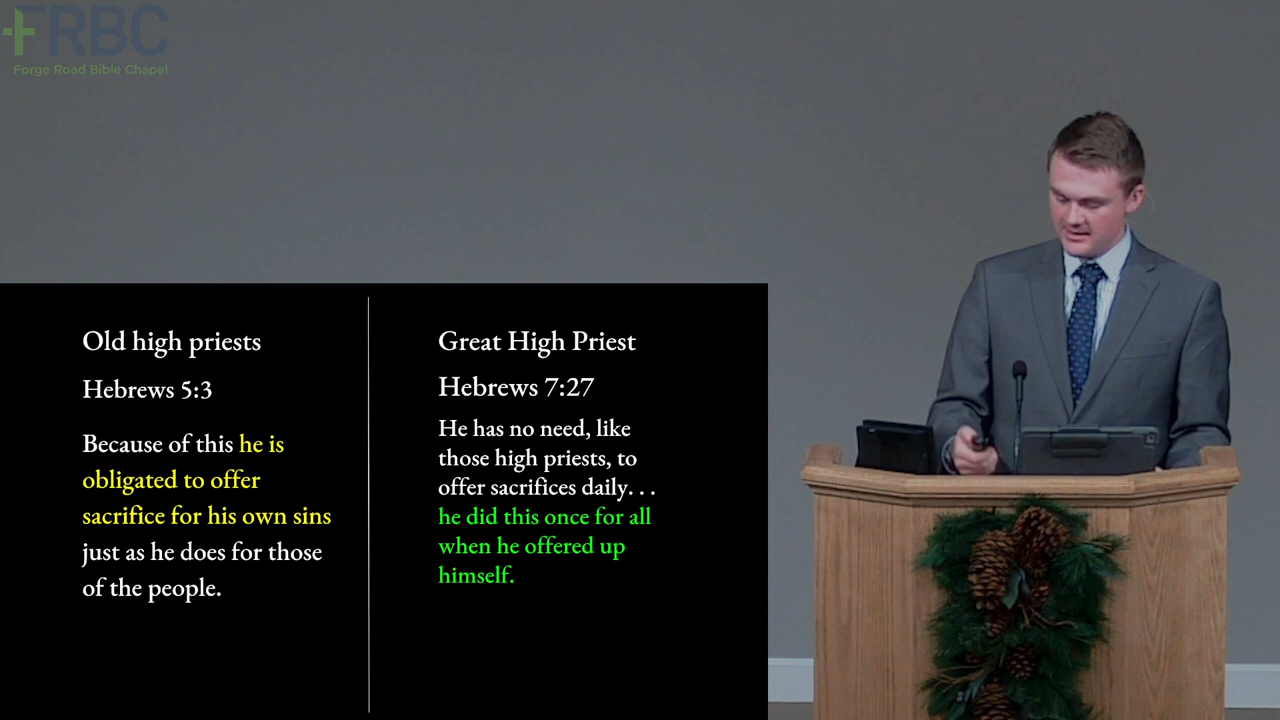 FRBC
Forge Road Bible Chapel
Old high priests
Hebrews 5:3
Because of this he is
obligated to offer
sacrifice for his own sins
just as he does for those
of the people.
Great High Priest
Hebrews 7:27
He has no need, like
those high priests, to
offer sacrifices daily. . .
he did this once for all
when he offered up
himself.